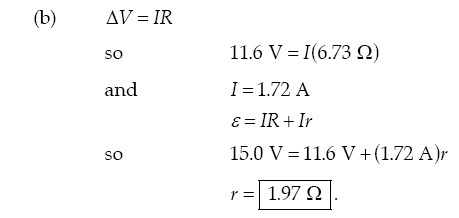 (b) ΔV = IR
so 11.6 V = I(6.73 Ω)
and I = 1.72 A
ε = IR + Ir
so 15.0 V = 11.6 V + (1.72 A)r
r = 1.97 Ω .